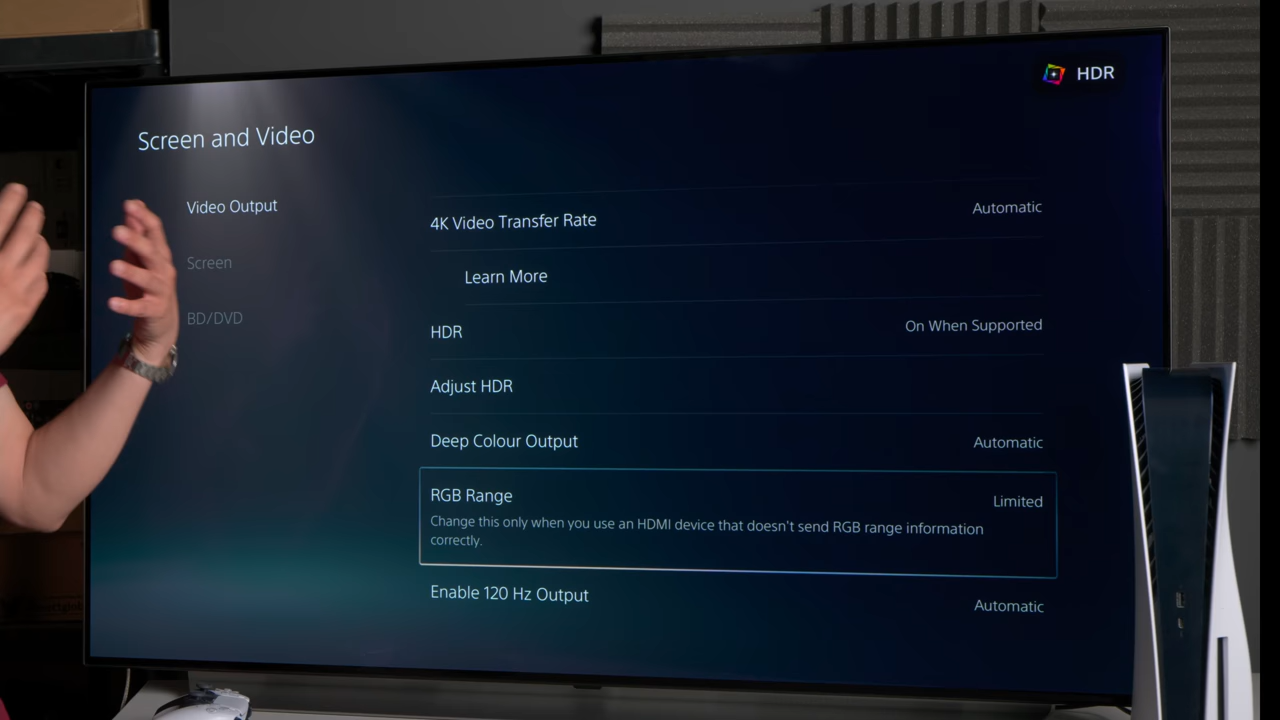 HDR
Screen and Video
Video Output
Screen
BD/DVD
4K Video Transfer Rate
Automatic
Learn More
HDR
On When Supported
Adjust HDR
Deep Colour Output
Automatic
RGB Range
Limited
Change this only when you use an HDMI device that doesn't send RGB range information
correctly.
Enable 120 Hz Output
Automatic